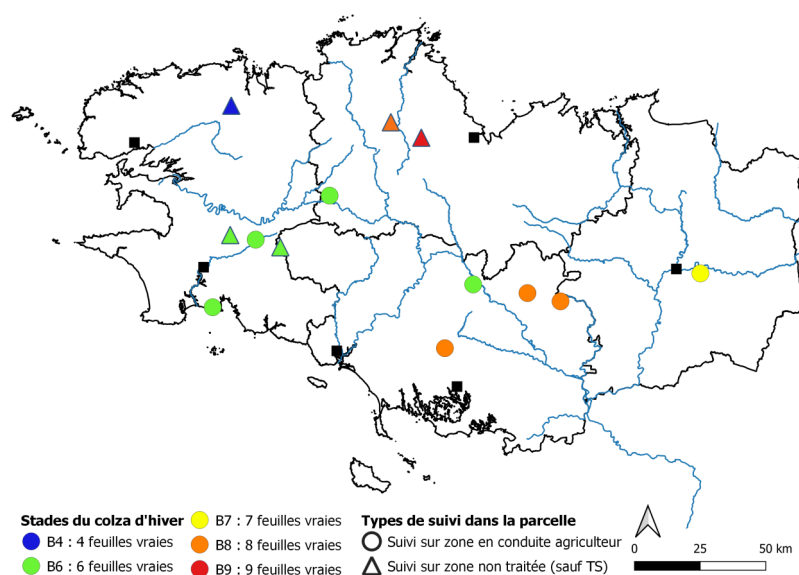 Stades du colza d'hiver
B4 : 4 feuilles vraies
B6 : 6 feuilles vraies
B7 : 7 feuilles vraies
B8 : 8 feuilles vraies
B9 : 9 feuilles vraies
Types de suivi dans la parcelle
Suivi sur zone en conduite agriculteur
Suivi sur zone non traitée (sauf TS)
0 25 50 km